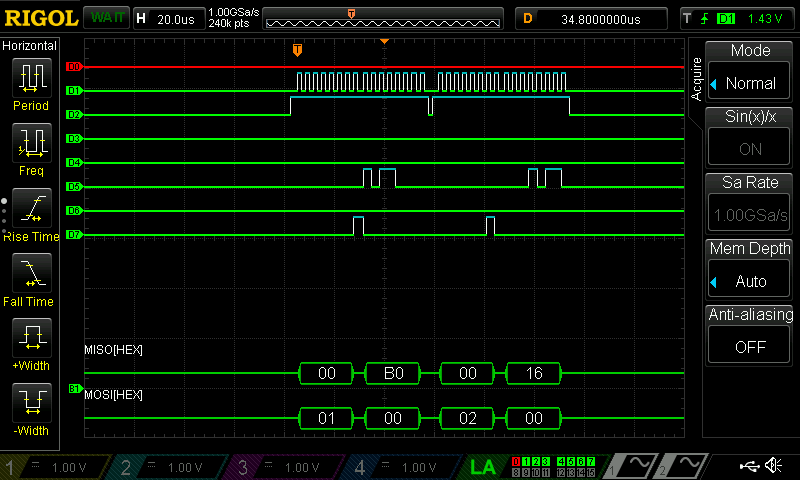 RIGOL WAIT H 20.0us 1.00GSa/s 240k pts T D 34.8000000us T D1 1.43 V
Horizontal
Period
Freq
Rise Time
Fall Time
+Width
-Width
T
D0
D1
D2
D3
D4
D5
D6
D7
MISO[HEX]
00 B0 00 16
B1
MOSI[HEX]
01 00 02 00
Acquire
Mode
Normal
Sin(x)/x
ON
Sa Rate
1.00GSa/s
Mem Depth
Auto
Anti-aliasing
OFF
1 1.00 V 2 1.00 V 3 1.00 V 4 1.00 V LA 0 1 2 3 4 5 6 7 1 2
8 9 10 11 12 13 14 15